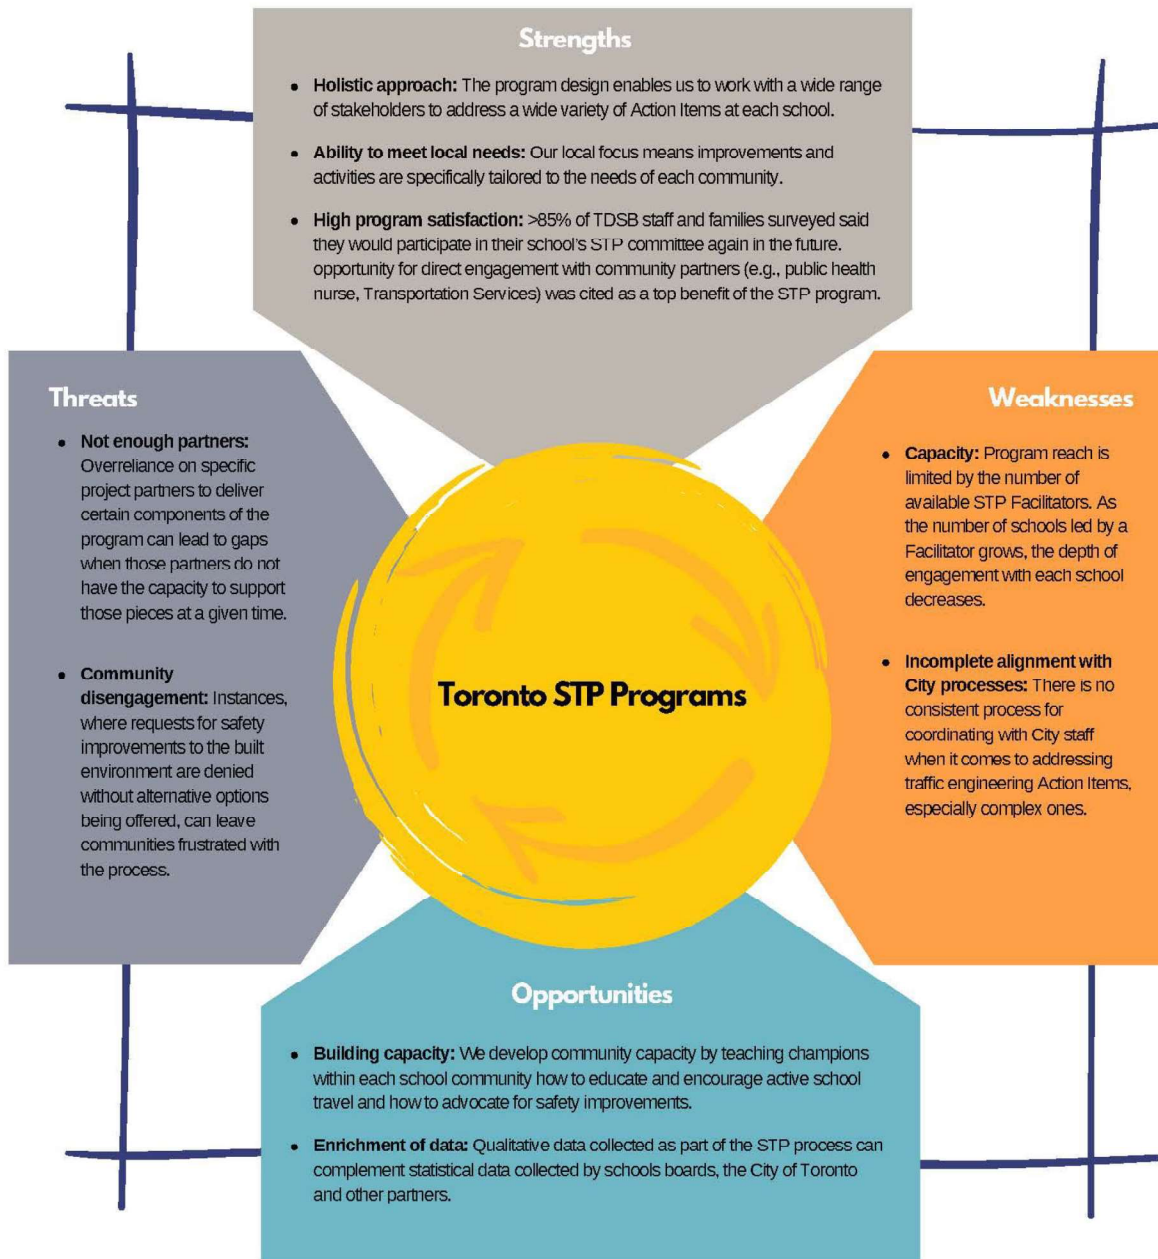 Strengths
• Holistic approach: The program design enables us to work with a wide range
of stakeholders to address a wide variety of Action Items at each school.
• Ability to meet local needs: Our local focus means improvements and
activities are specifically tailored to the needs of each community.
• High program satisfaction: >85% of TDSB staff and families surveyed said
they would participate in their school's STP committee again in the future.
opportunity for direct engagement with community partners (e.g., public health
nurse, Transportation Services) was cited as a top benefit of the STP program.
Threats
• Not enough partners:
Overreliance on specific
project partners to deliver
certain components of the
program can lead to gaps
when those partners do not
have the capacity to support
those pieces at a given time.
• Community
disengagement: Instances,
where requests for safety
improvements to the built
environment are denied
without alternative options
being offered, can leave
communities frustrated with
the process.
Toronto STP Programs
Weaknesses
• Capacity: Program reach is
limited by the number of
available STP Facilitators. As
the number of schools led by a
Facilitator grows, the depth of
engagement with each school
decreases.
• Incomplete alignment with
City processes: There is no
consistent process for
coordinating with City staff
when it comes to addressing
traffic engineering Action Items,
especially complex ones.
Opportunities
• Building capacity: We develop community capacity by teaching champions
within each school community how to educate and encourage active school
travel and how to advocate for safety improvements.
• Enrichment of data: Qualitative data collected as part of the STP process can
complement statistical data collected by schools boards, the City of Toronto
and other partners.